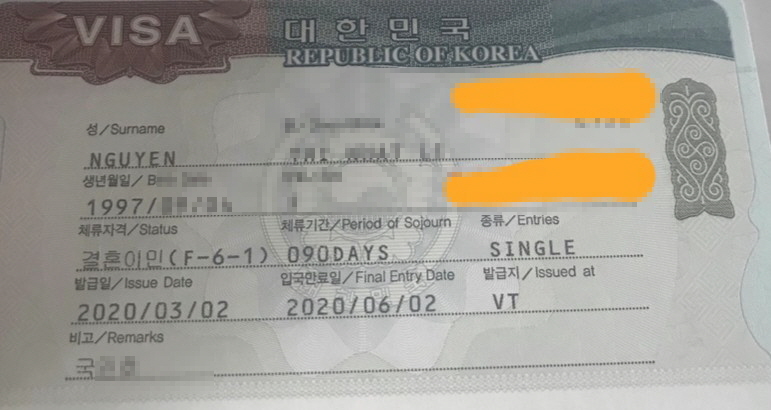 VISA 대한민국
REPUBLIC OF KOREA
성/Surname
NGUYEN
생년월일/
1997/
체류자격/Status 체류기간/Period of Sojourn 종류/Entries
결혼이민(F-6-1) 090DAYS SINGLE
발급일/Issue Date 입국만료일/Final Entry Date 발급지/Issued at
2020/03/02 2020/06/02 VT
비고/Remarks
국